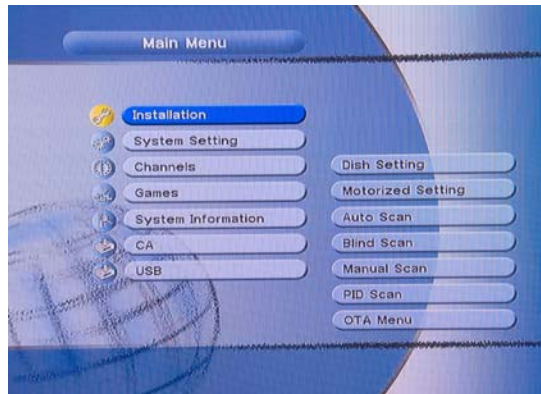 Main Menu
Installation
System Setting
Channels
Games
System Information
CA
USB
Dish Setting
Motorized Setting
Auto Scan
Blind Scan
Manual Scan
PID Scan
OTA Menu